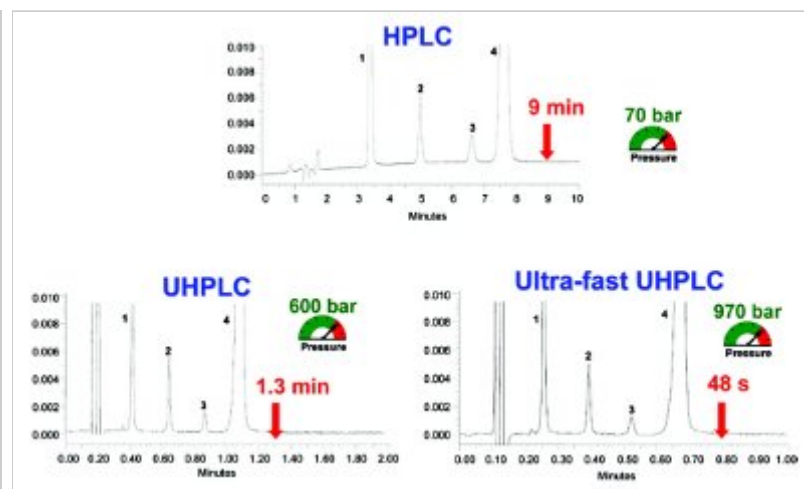 HPLC
0.010
0.008
0.006
0.004
0.002
0.000
1
2
3
4
9 min
70 bar
Pressure
0 1 2 3 4 5 6 7 8 9 10
Minutes
UHPLC
0.010
0.008
0.006
0.004
0.002
0.000
1
2
3
4
600 bar
Pressure
1.3 min
0.00 0.20 0.40 0.60 0.80 1.00 1.20 1.40 1.60 1.80 2.00
Minutes
Ultra-fast UHPLC
0.010
0.008
0.006
0.004
0.002
0.000
1
2
3
4
970 bar
Pressure
48 s
0.00 0.10 0.20 0.30 0.40 0.50 0.60 0.70 0.80 0.90 1.00
Minutes